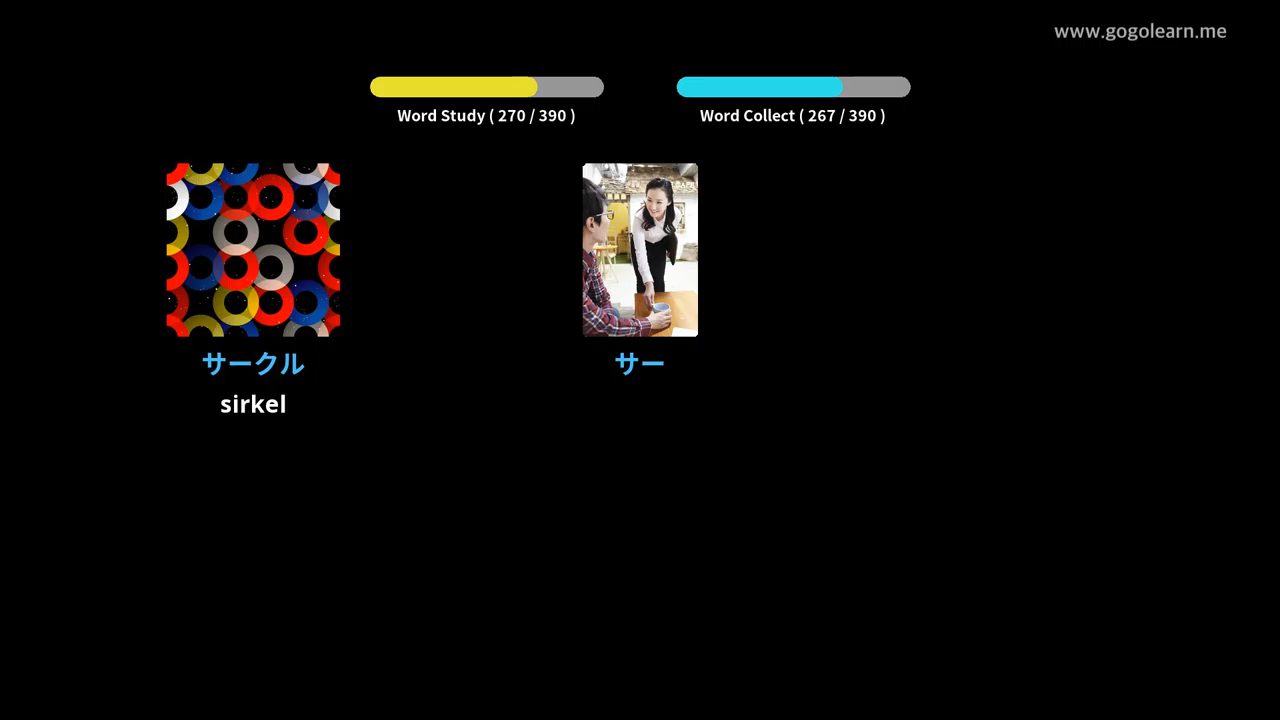 www.gogolearn.me
Word Study ( 270 / 390 )
Word Collect ( 267 / 390 )
サークル
サー
sirkel